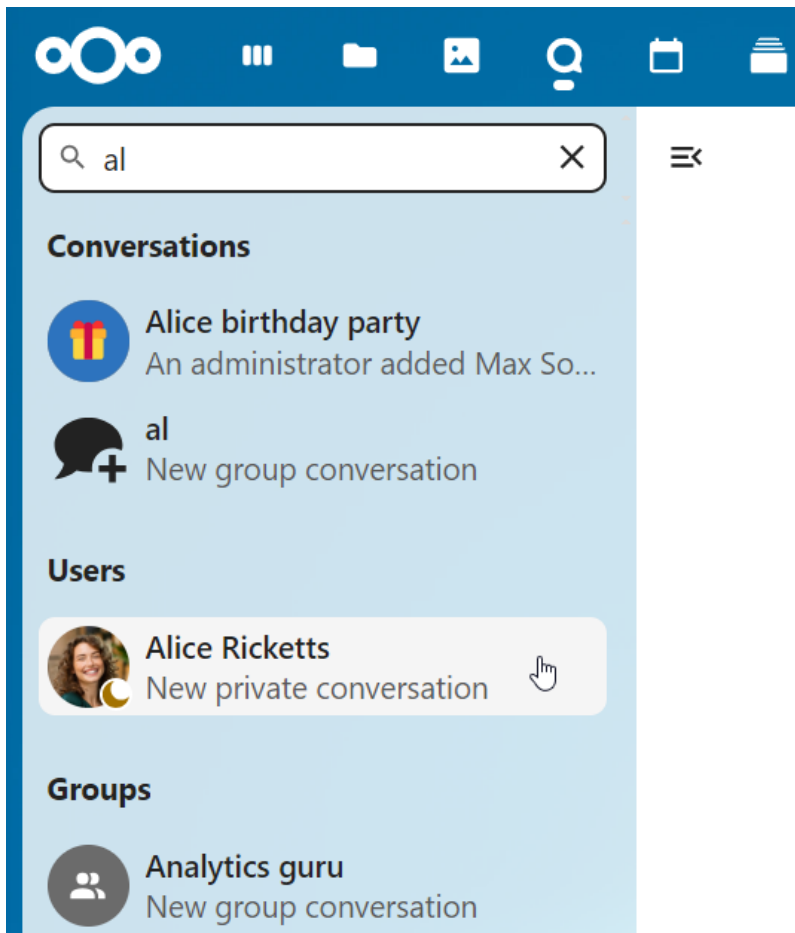 al
Conversations
Alice birthday party
An administrator added Max So...
al
New group conversation
Users
Alice Ricketts
New private conversation
Groups
Analytics guru
New group conversation